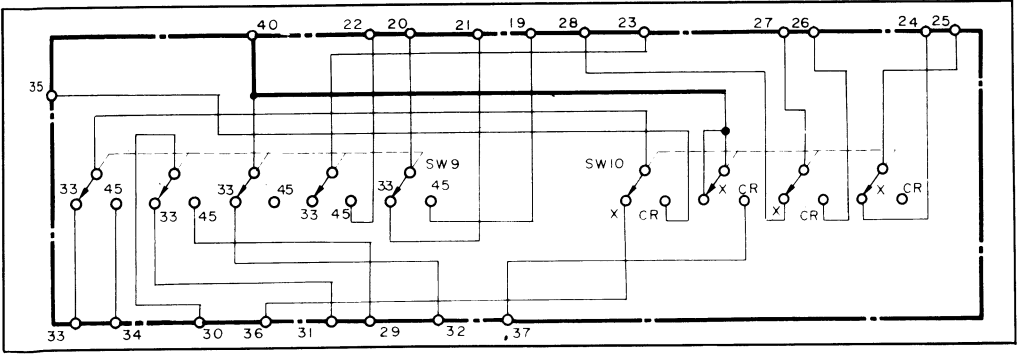 40 22 20 21 19 28 23 27 26 24 25
35
SW9 SW10
33 45 33 45 33 45 X CR X CR
33 45 33 45 X CR X CR
33 34 30 36 31 29 32 37